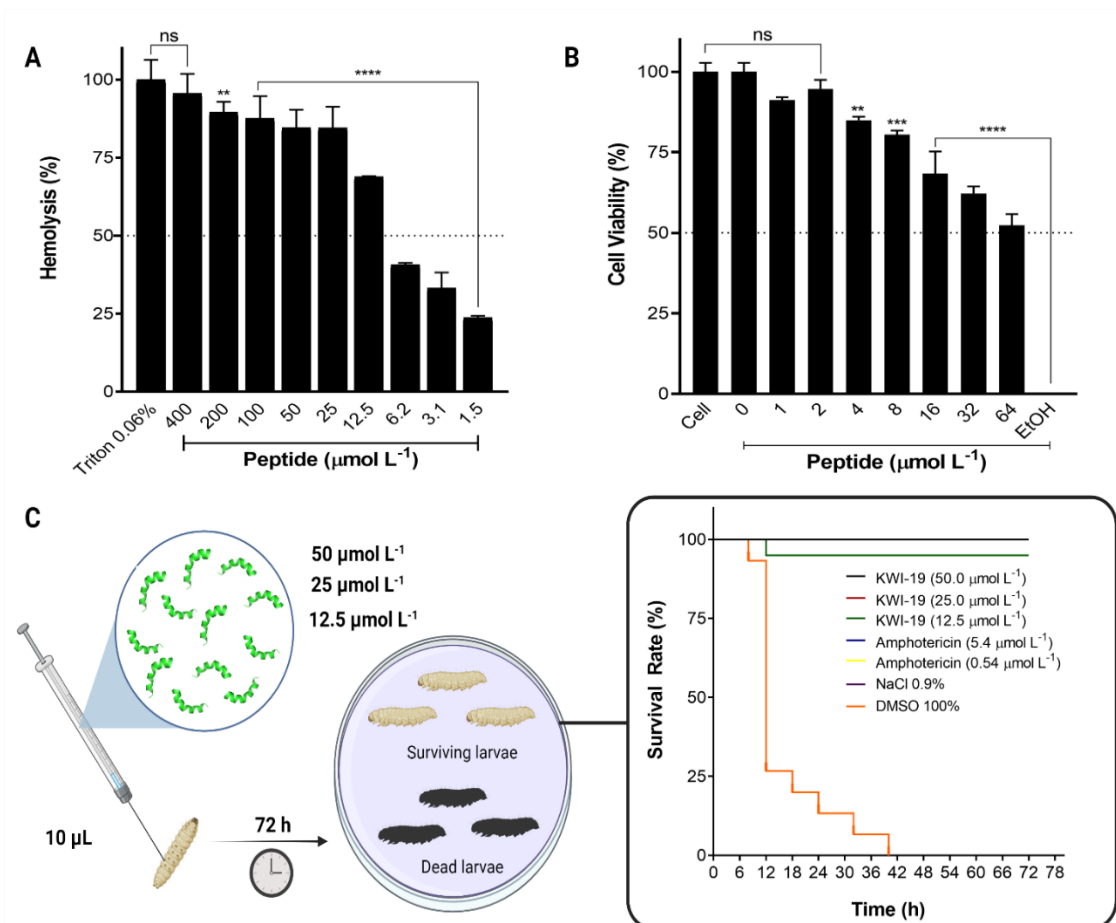 A
ns
**
****
Hemolysis (%)
100
75
50
25
0
Triton 0.06%
400
200
100
50
25
12.5
6.2
3.1
1.5
Peptide (μmol L⁻¹)
B
ns
**
***
****
Cell Viability (%)
100
75
50
25
0
Cell
0
1
2
4
8
16
32
64
EtOH
Peptide (μmol L⁻¹)
C
50 μmol L⁻¹
25 μmol L⁻¹
12.5 μmol L⁻¹
10 μL
72 h
Surviving larvae
Dead larvae
Survival Rate (%)
100
75
50
25
0
KWI-19 (50.0 μmol L⁻¹)
KWI-19 (25.0 μmol L⁻¹)
KWI-19 (12.5 μmol L⁻¹)
Amphotericin (5.4 μmol L⁻¹)
Amphotericin (0.54 μmol L⁻¹)
NaCl 0.9%
DMSO 100%
0 6 12 18 24 30 36 42 48 54 60 66 72 78
Time (h)